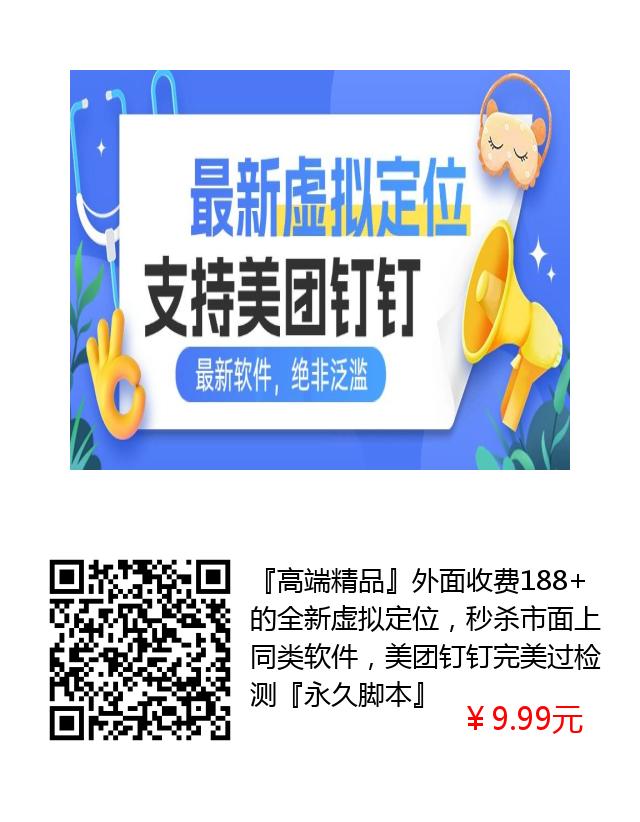 最新虚拟定位
支持美团钉钉
最新软件，绝非泛滥
『高端精品』外面收费188+
的全新虚拟定位，秒杀市面上
同类软件，美团钉钉完美过检
测『永久脚本』
￥9.99元